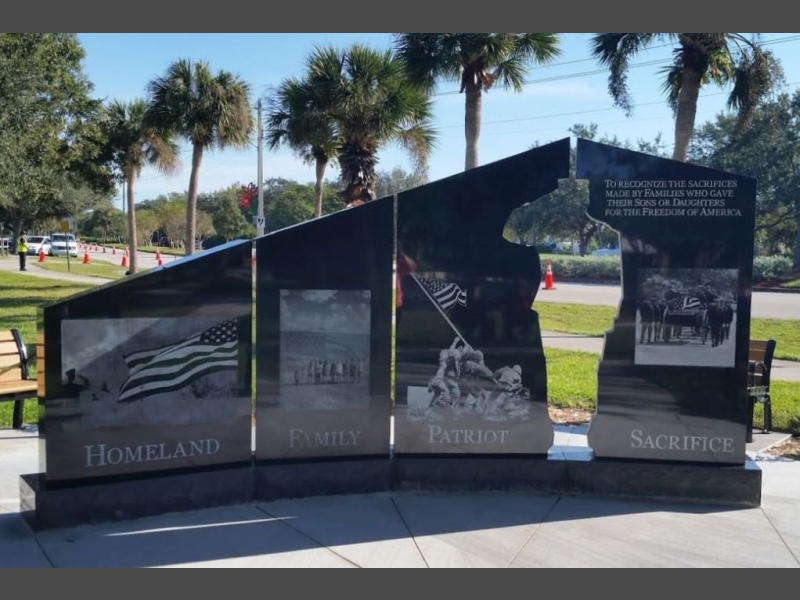 TO RECOGNIZE THE SACRIFICES
MADE BY FAMILIES WHO GAVE
THEIR SONS OR DAUGHTERS
FOR THE FREEDOM OF AMERICA
HOMELAND
FAMILY
PATRIOT
SACRIFICE